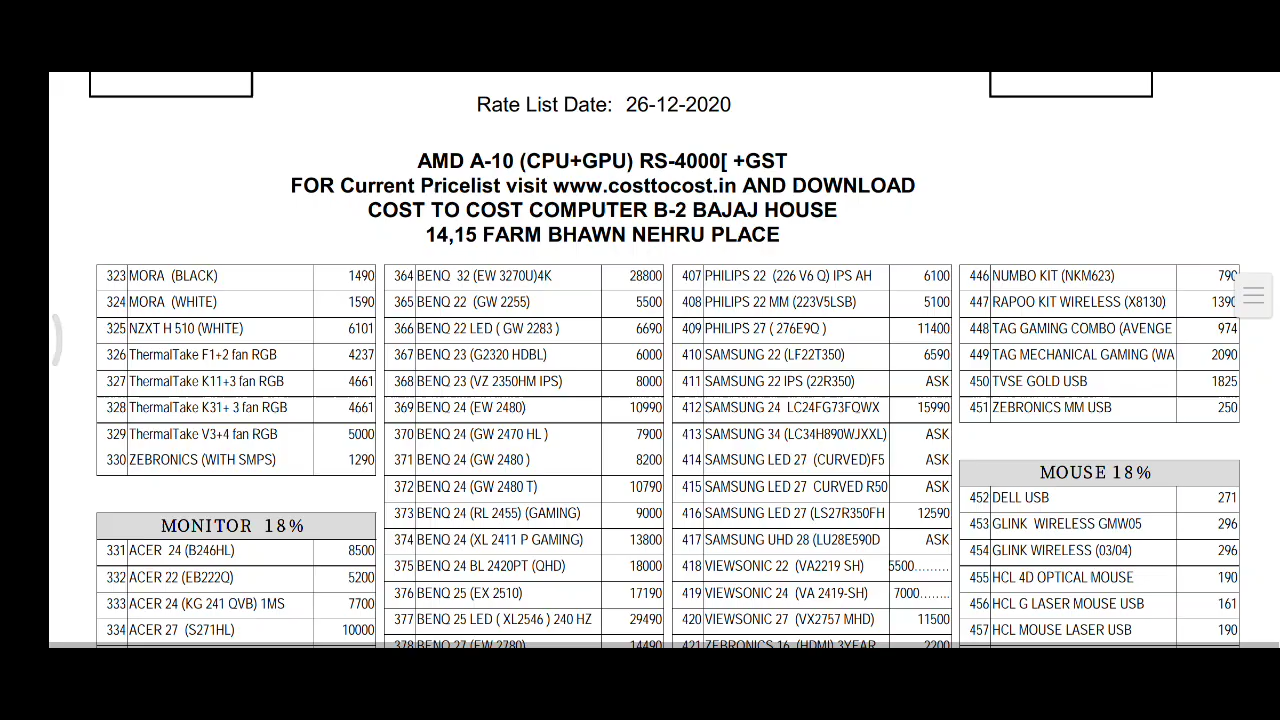 Rate List Date: 26-12-2020
AMD A-10 (CPU+GPU) RS-4000[ +GST
FOR Current Pricelist visit www.costtocost.in AND DOWNLOAD
COST TO COST COMPUTER B-2 BAJAJ HOUSE
14,15 FARM BHAWN NEHRU PLACE
323 MORA (BLACK) 1490
324 MORA (WHITE) 1590
325 NZXT H 510 (WHITE) 6101
326 ThermalTake F1+2 fan RGB 4237
327 ThermalTake K11+3 fan RGB 4661
328 ThermalTake K31+ 3 fan RGB 4661
329 ThermalTake V3+4 fan RGB 5000
330 ZEBRONICS (WITH SMPS) 1290
MONITOR 18%
331 ACER 24 (B246HL) 8500
332 ACER 22 (EB222Q) 5200
333 ACER 24 (KG 241 QVB) 1MS 7700
334 ACER 27 (S271HL) 10000
364 BENQ 32 (EW 3270U)4K 28800
365 BENQ 22 (GW 2255) 5500
366 BENQ 22 LED ( GW 2283 ) 6690
367 BENQ 23 (G2320 HDBL) 6000
368 BENQ 23 (VZ 2350HM IPS) 8000
369 BENQ 24 (EW 2480) 10990
370 BENQ 24 (GW 2470 HL ) 7900
371 BENQ 24 (GW 2480 ) 8200
372 BENQ 24 (GW 2480 T) 10790
373 BENQ 24 (RL 2455) (GAMING) 9000
374 BENQ 24 (XL 2411 P GAMING) 13800
375 BENQ 24 BL 2420PT (QHD) 18000
376 BENQ 25 (EX 2510) 17190
377 BENQ 25 LED ( XL2546 ) 240 HZ 29490
378 BENQ 27 (EW 2780) 14490
407 PHILIPS 22 (226 V6 Q) IPS AH 6100
408 PHILIPS 22 MM (223V5LSB) 5100
409 PHILIPS 27 ( 276E9Q ) 11400
410 SAMSUNG 22 (LF22T350) 6590
411 SAMSUNG 22 IPS (22R350) ASK
412 SAMSUNG 24 LC24FG73FQWX 15990
413 SAMSUNG 34 (LC34H890WJXXL) ASK
414 SAMSUNG LED 27 (CURVED)F5 ASK
415 SAMSUNG LED 27 CURVED R50 ASK
416 SAMSUNG LED 27 (LS27R350FH 12590
417 SAMSUNG UHD 28 (LU28E590D ASK
418 VIEWSONIC 22 (VA2219 SH) 5500.........
419 VIEWSONIC 24 (VA 2419-SH) 7000........
420 VIEWSONIC 27 (VX2757 MHD) 11500
421 ZEBRONICS 16 (HDMI) 3YEAR 2200
446 NUMBO KIT (NKM623) 790
447 RAPOO KIT WIRELESS (X8130) 1390
448 TAG GAMING COMBO (AVENGE 974
449 TAG MECHANICAL GAMING (WA 2090
450 TVSE GOLD USB 1825
451 ZEBRONICS MM USB 250
MOUSE 18%
452 DELL USB 271
453 GLINK WIRELESS GMW05 296
454 GLINK WIRELESS (03/04) 296
455 HCL 4D OPTICAL MOUSE 190
456 HCL G LASER MOUSE USB 161
457 HCL MOUSE LASER USB 190